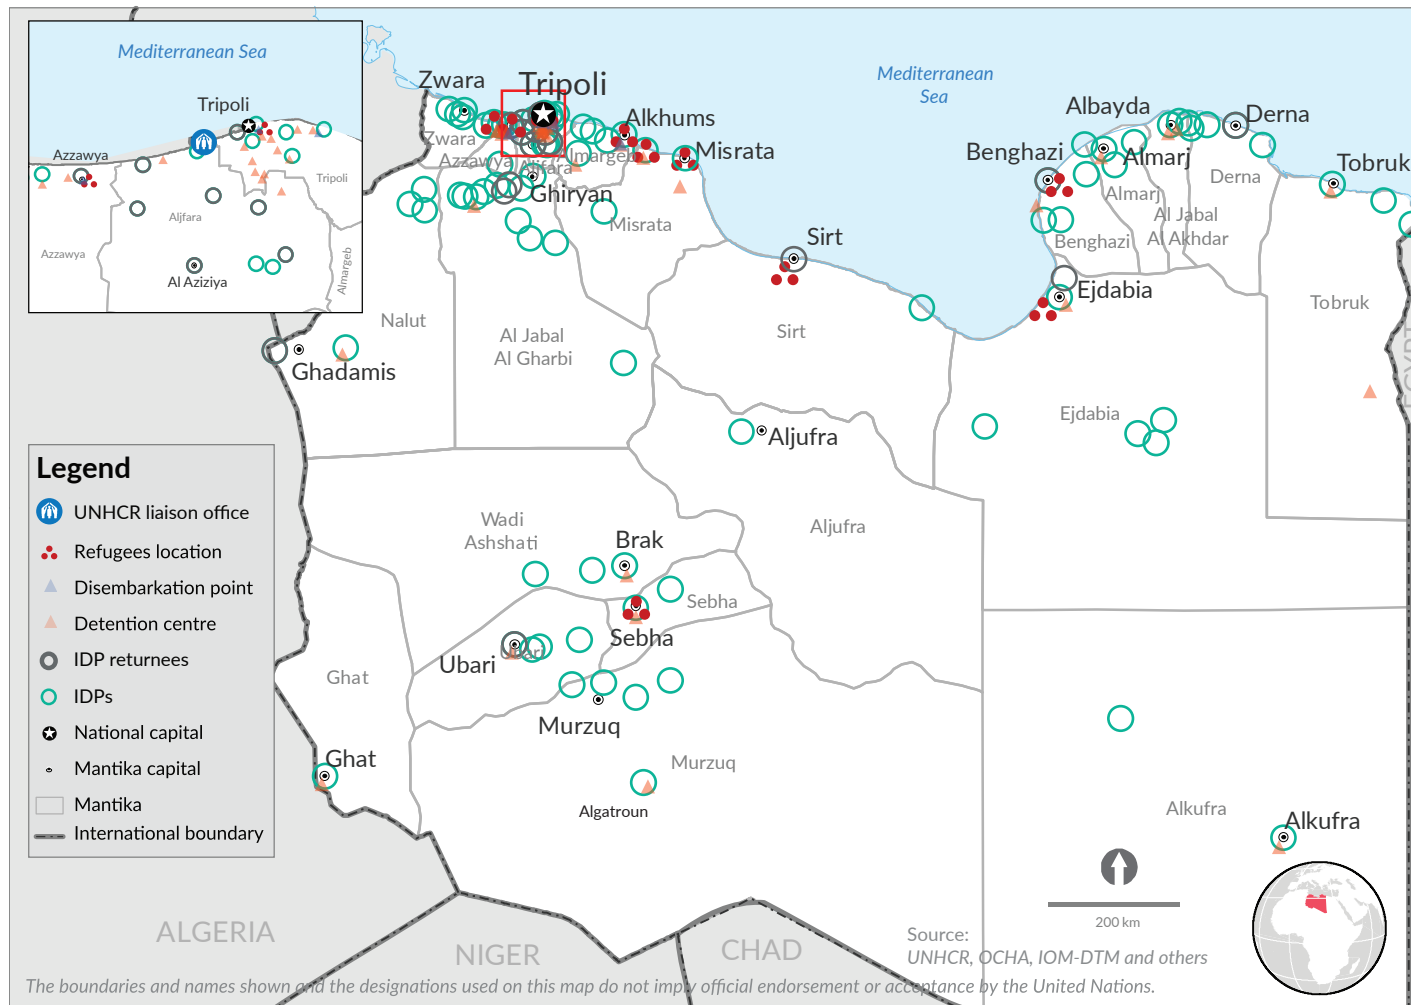 Mediterranean Sea
Tripoli
Azzawya
Tripoli
Aljfara
Azzawya
Almargeb
Al Aziziya
Mediterranean
Sea
Zwara
Tripoli
Alkhums
Misrata
Zwara
Azzawya
Aljfara
lmargeb
Ghiryan
Misrata
Sirt
Albayda
Derna
Benghazi
Almarj
Tobruk
Derna
Almarj
Al Jabal
Al Akhdar
Benghazi
Ejdabia
Tobruk
Nalut
Al Jabal
Al Gharbi
Sirt
EGYPT
Ghadamis
Ejdabia
Aljufra
Legend
UNHCR liaison office
Refugees location
Disembarkation point
Detention centre
IDP returnees
IDPs
National capital
Mantika capital
Mantika
International boundary
Wadi
Ashshati
Brak
Aljufra
Sebha
Sebha
Ubari
Ubari
Ghat
Murzuq
Ghat
Murzuq
Algatroun
Alkufra
Alkufra
200 km
ALGERIA
NIGER
CHAD
Source:
UNHCR, OCHA, IOM-DTM and others
The boundaries and names shown and the designations used on this map do not imply official endorsement or acceptance by the United Nations.